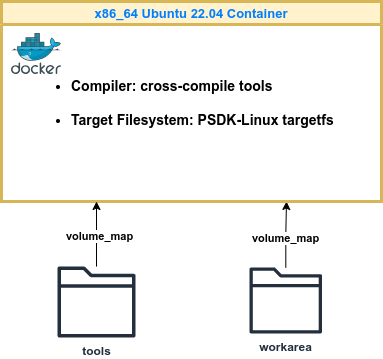 x86_64 Ubuntu 22.04 Container
docker
Compiler: cross-compile tools
Target Filesystem: PSDK-Linux targetfs
volume_map
volume_map
tools
workarea